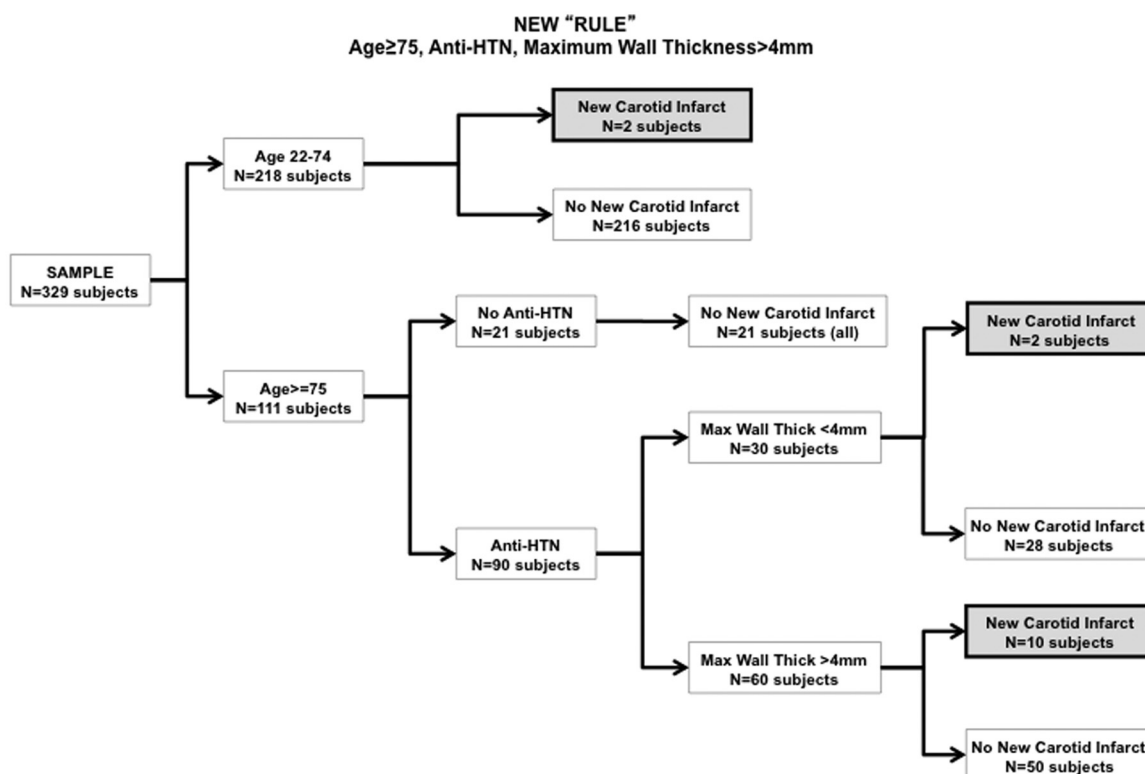 NEW “RULE”
Age≥75, Anti-HTN, Maximum Wall Thickness>4mm
New Carotid Infarct
N=2 subjects
Age 22-74
N=218 subjects
No New Carotid Infarct
N=216 subjects
SAMPLE
N=329 subjects
No Anti-HTN
N=21 subjects
No New Carotid Infarct
N=21 subjects (all)
New Carotid Infarct
N=2 subjects
Age>=75
N=111 subjects
Max Wall Thick <4mm
N=30 subjects
Anti-HTN
N=90 subjects
No New Carotid Infarct
N=28 subjects
New Carotid Infarct
N=10 subjects
Max Wall Thick >4mm
N=60 subjects
No New Carotid Infarct
N=50 subjects